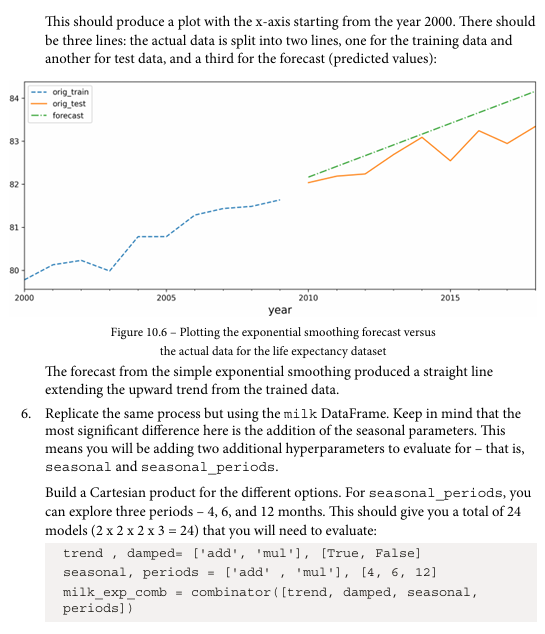 This should produce a plot with the x-axis starting from the year 2000. There should
be three lines: the actual data is split into two lines, one for the training data and
another for test data, and a third for the forecast (predicted values):
orig_train
orig_test
forecast
84
83
82
81
80
2000
2005
2010
2015
year
Figure 10.6 – Plotting the exponential smoothing forecast versus
the actual data for the life expectancy dataset
The forecast from the simple exponential smoothing produced a straight line
extending the upward trend from the trained data.
6. Replicate the same process but using the milk DataFrame. Keep in mind that the
most significant difference here is the addition of the seasonal parameters. This
means you will be adding two additional hyperparameters to evaluate for – that is,
seasonal and seasonal_periods.
Build a Cartesian product for the different options. For seasonal_periods, you
can explore three periods – 4, 6, and 12 months. This should give you a total of 24
models (2 x 2 x 2 x 3 = 24) that you will need to evaluate:
trend , damped= ['add', 'mul'], [True, False]
seasonal, periods = ['add' , 'mul'], [4, 6, 12]
milk_exp_comb = combinator([trend, damped, seasonal,
periods])